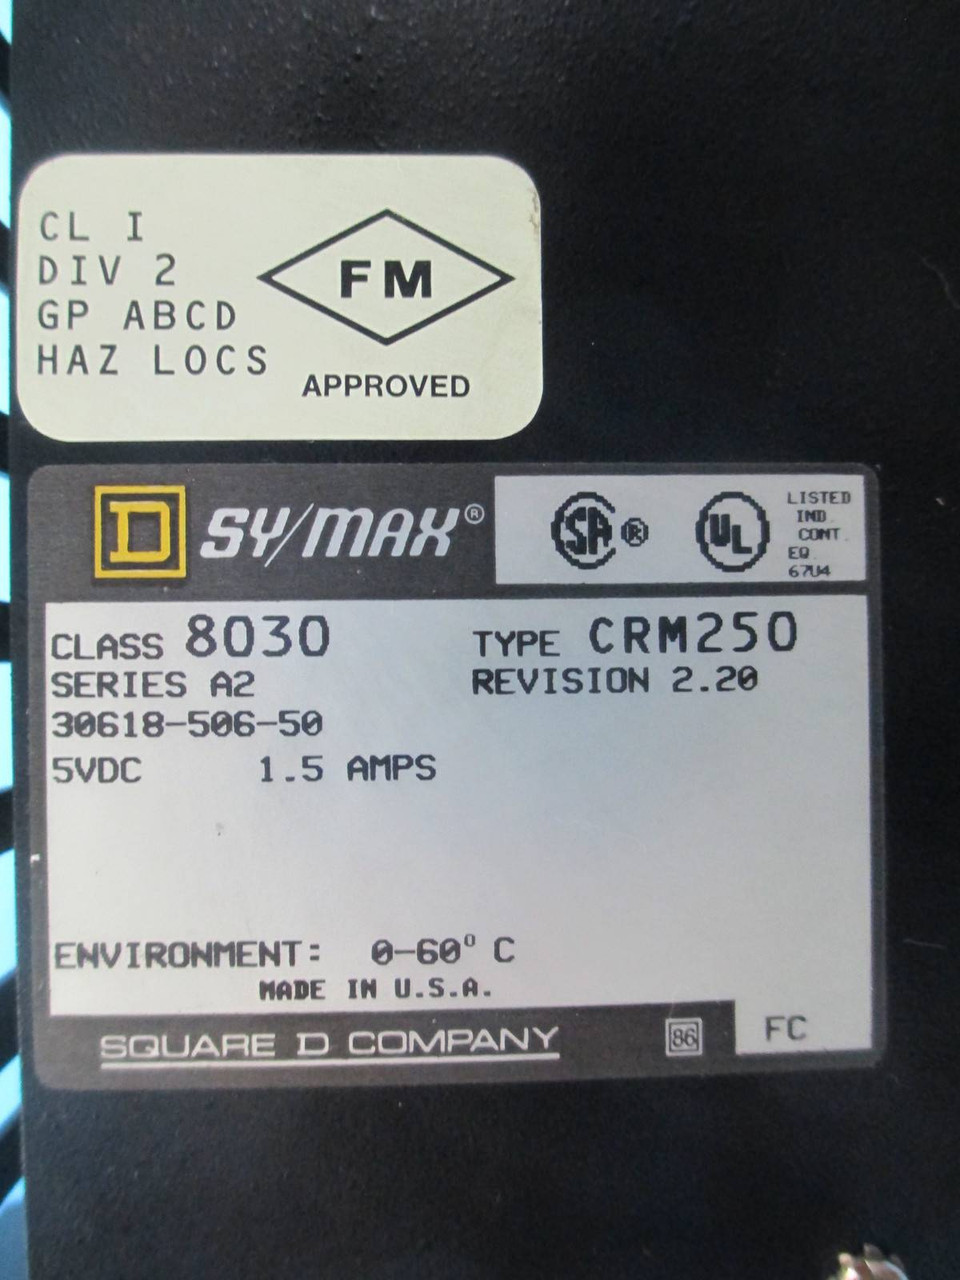 CL I
DIV 2
GP ABCD
HAZ LOCS
FM
APPROVED
D SY/MAX®
SA ®
UL
LISTED
IND.
CONT.
EQ.
67U4
CLASS 8030 TYPE CRM250
SERIES A2 REVISION 2.20
30618-506-50
5VDC 1.5 AMPS
ENVIRONMENT: 0-60° C
MADE IN U.S.A.
SQUARE D COMPANY
86
FC